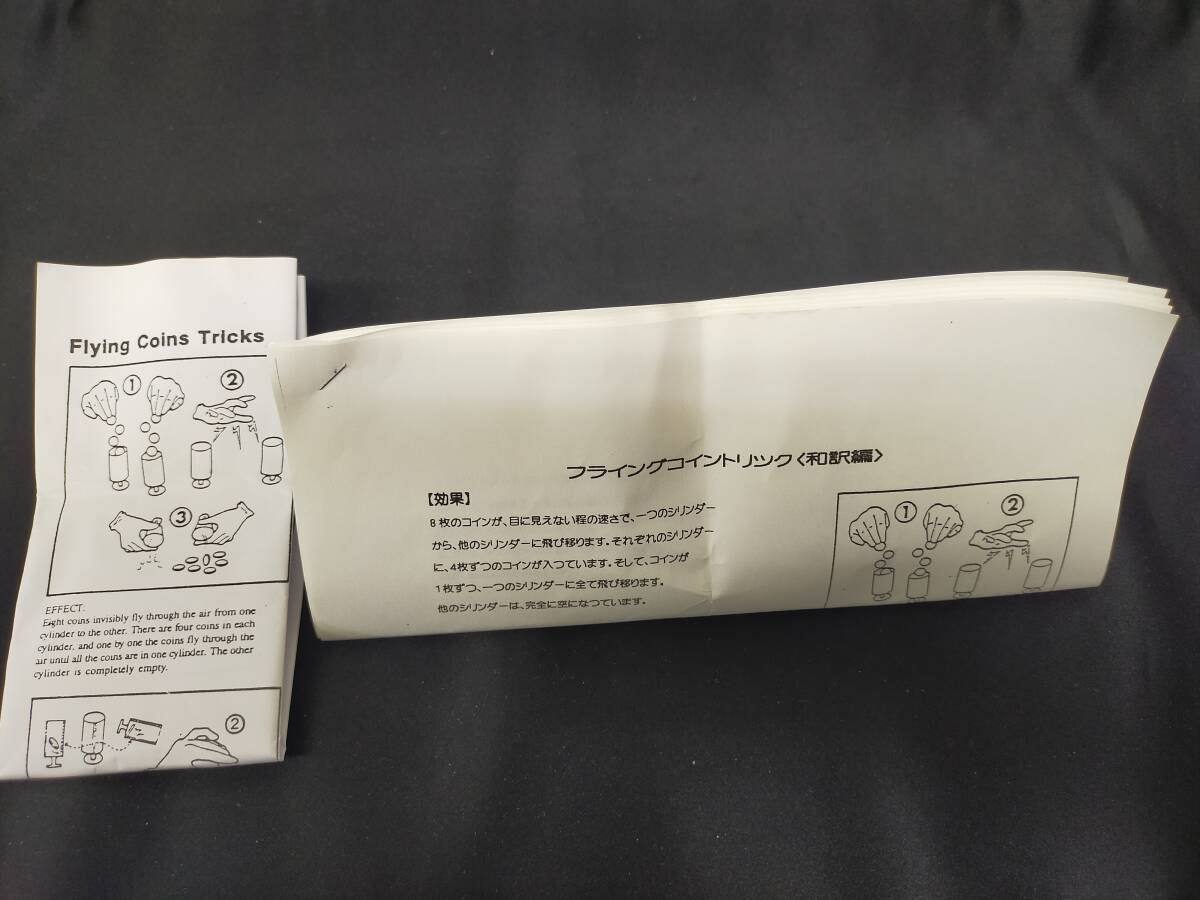 Flying Coins Tricks
①
②
③
EFFECT:
Eight coins invisibly fly through the air from one
cylinder to the other. There are four coins in each
cylinder, and one by one the coins fly through the
air until all the coins are in one cylinder. The other
cylinder is completely empty.
②
フライングコイントリック〈和訳編〉
【効果】
8枚のコインが、目に見えない程の速さで、一つのシリンダー
から、他のシリンダーに飛び移ります。それぞれのシリンダー
に、4枚ずつのコインが入つています。そして、コインが
1枚ずつ、一つのシリンダーに全て飛び移ります。
他のシリンダーは、完全に空になつています。
①
②